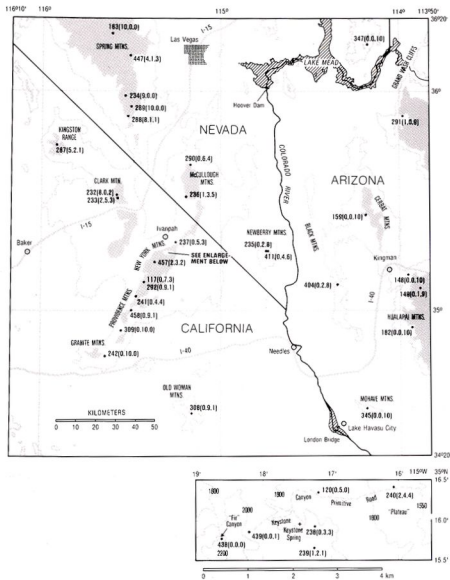 116°10' 116° 115° 114° 113°50'
36°20'
163(10.0.0)
SPRING MTNS.
Las Vegas
I-15
347(0.0.10)
447(4.1.3)
LAKE MEAD
GRAND WASH CLIFFS
36°
234(9.0.0)
Hoover Dam
289(10.0.0)
288(8.1.1)
NEVADA
291(1.0.9)
KINGSTON
RANGE
287(5.2.1)
290(0.6.4)
McCULLOUGH
MTNS.
COLORADO
RIVER
ARIZONA
CLARK MTN.
232(8.0.2)
233(2.5.3)
236(1.3.5)
CERBAT MTNS.
159(0.0.10)
I-15
Baker
Ivanpah
237(0.5.3)
NEWBERRY MTNS.
235(0.2.8)
411(0.4.6)
BLACK MTNS.
SEE ENLARGE-
MENT BELOW
NEW YORK MTNS.
457(2.3.2)
Kingman
148(0.0.10)
149(0.1.9)
117(0.7.3)
292(0.9.1)
404(0.2.8)
I-40
241(0.4.4)
PROVIDENCE MTNS.
458(0.9.1)
35°
HUALAPAI MTNS.
182(0.0.10)
309(0.10.0)
CALIFORNIA
GRANITE MTNS.
242(0.10.0)
I-40
Needles
OLD WOMAN
MTNS.
308(0.9.1)
MOHAVE MTNS.
345(0.0.10)
KILOMETERS
0 10 20 30 40 50
Lake Havasu City
London Bridge
34°20'
19' 18' 17' 16' 115°W
35°N
16.5'
1800
1900
Canyon
120(0.5.0)
Primitive
Road
240(2.4.4)
"Plateau"
2000
"Fir"
Canyon
Keystone
Keystone
Spring
238(0.3.3)
16.0'
439(0.0.1)
438(0.0.0)
239(1.2.1)
15.5'
0 1 2 3 4 km